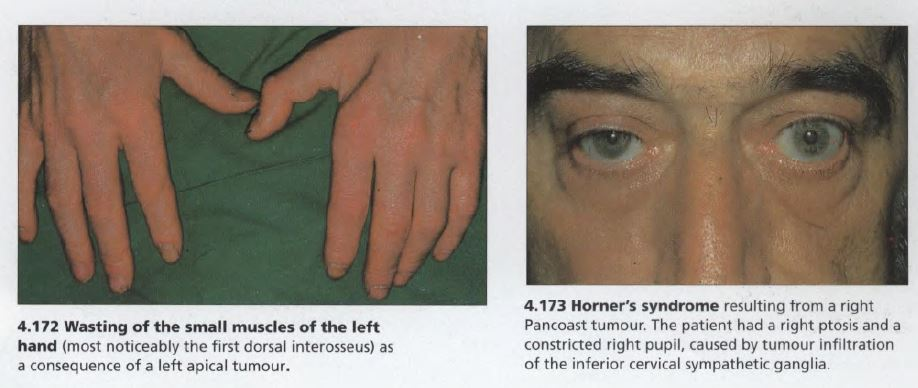 4.172 Wasting of the small muscles of the left
hand (most noticeably the first dorsal interosseus) as
a consequence of a left apical tumour.
4.173 Horner's syndrome resulting from a right
Pancoast tumour. The patient had a right ptosis and a
constricted right pupil, caused by tumour infiltration
of the inferior cervical sympathetic ganglia.